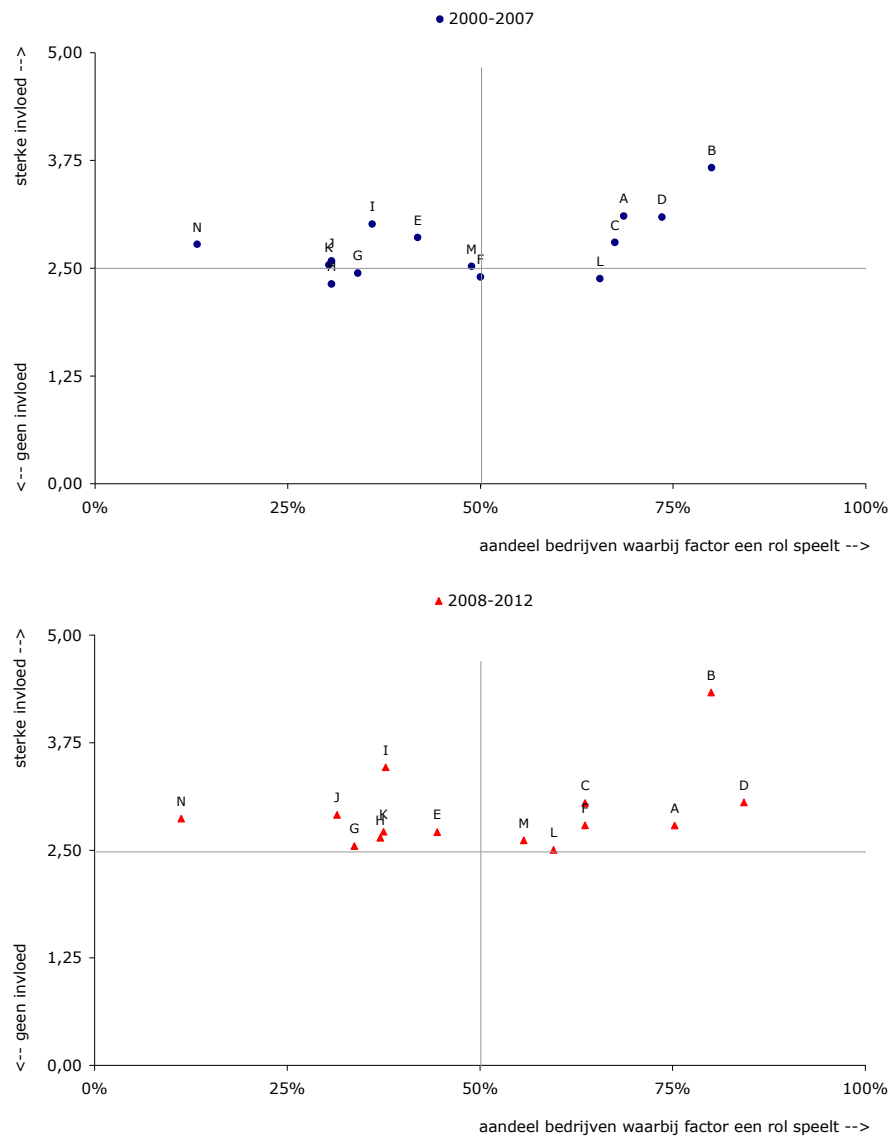 2000-2007
sterke invloed -->
<-- geen invloed
5,00
3,75
2,50
1,25
0,00
B
A
D
I
E
C
N
J
K
M
G
F
H
L
0%
25%
50%
75%
100%
aandeel bedrijven waarbij factor een rol speelt -->
2008-2012
sterke invloed -->
<-- geen invloed
5,00
3,75
2,50
1,25
0,00
B
I
C
D
N
J
F
A
K
E
H
G
M
L
0%
25%
50%
75%
100%
aandeel bedrijven waarbij factor een rol speelt -->